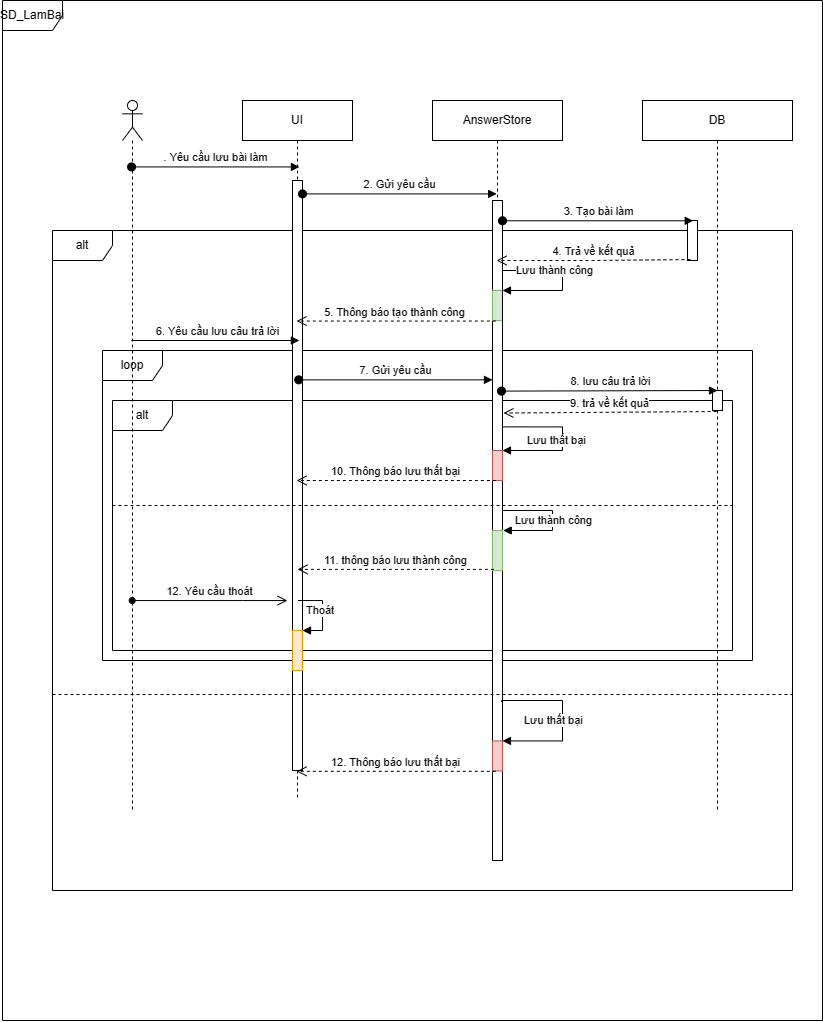 SD_LamBai
UI
AnswerStore
DB
. Yêu cầu lưu bài làm
2. Gửi yêu cầu
3. Tạo bài làm
alt
4. Trả về kết quả
Lưu thành công
5. Thông báo tạo thành công
6. Yêu cầu lưu câu trả lời
loop
7. Gửi yêu cầu
8. lưu câu trả lời
9. trả về kết quả
alt
Lưu thất bại
10. Thông báo lưu thất bại
Lưu thành công
11. thông báo lưu thành công
12. Yêu cầu thoát
Thoát
Lưu thất bại
12. Thông báo lưu thất bại